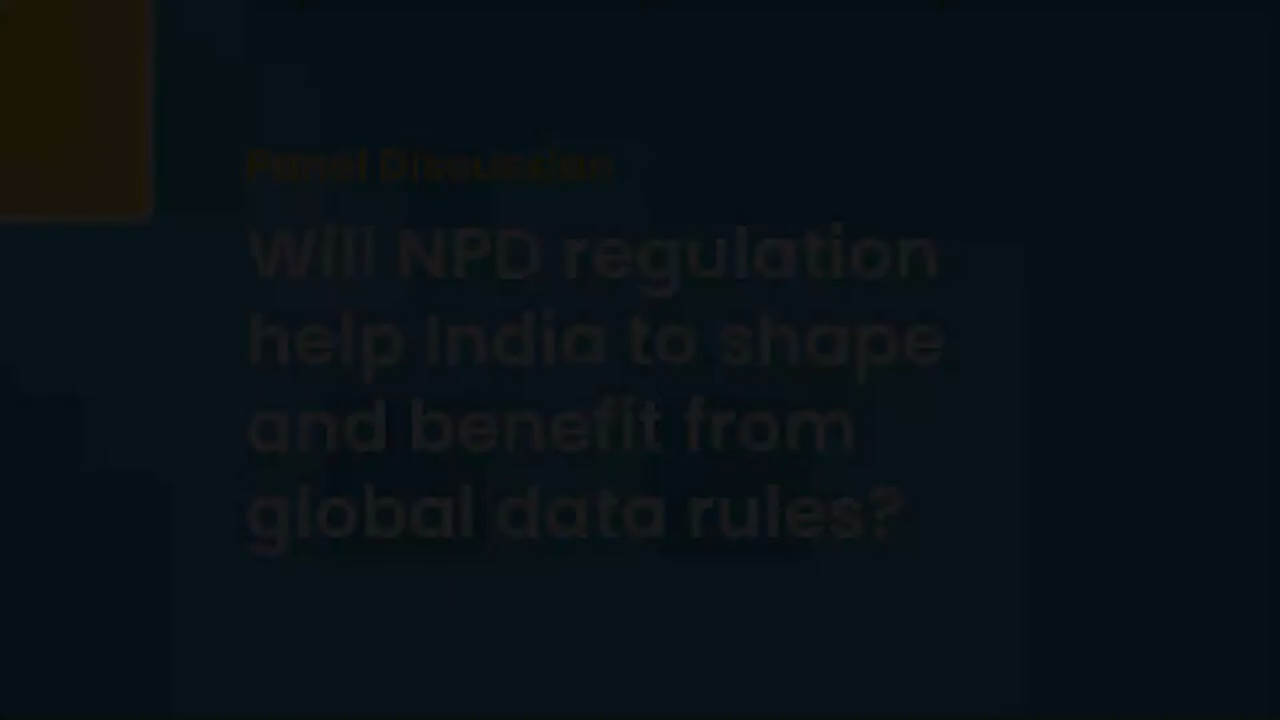 Panel Discussion
Will NPD regulation
help India to shape
and benefit from
global data rules?